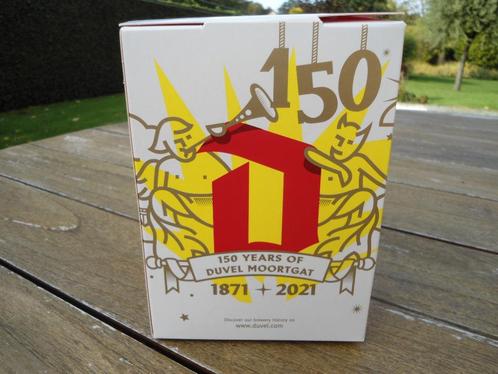 150
150 YEARS OF
DUVEL MOORTGAT
1871 2021
Discover our brewery history on
www.duvel.com